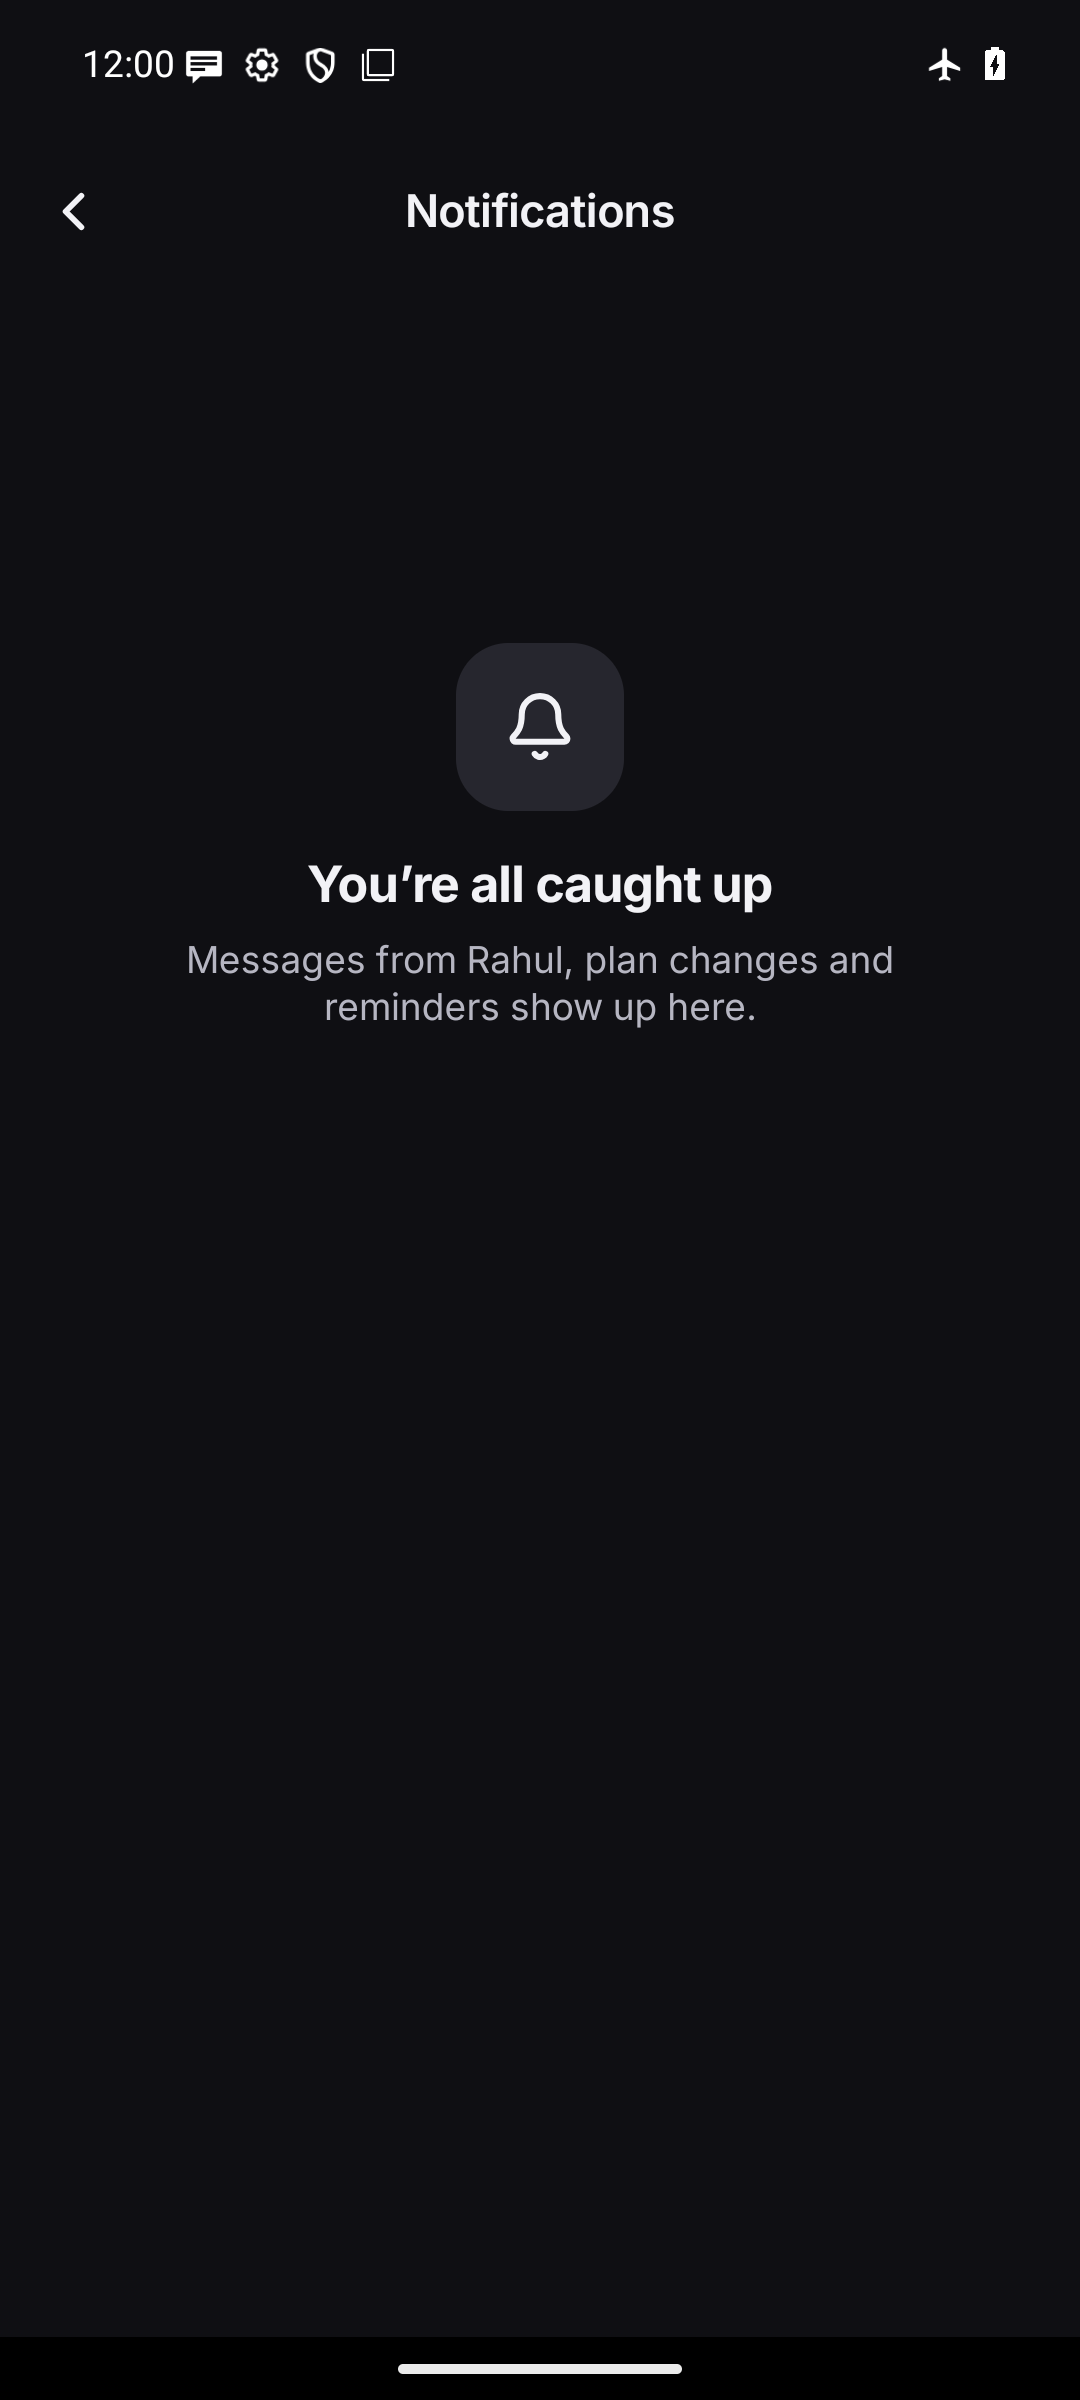 12:00
Notifications
You’re all caught up
Messages from Rahul, plan changes and
reminders show up here.